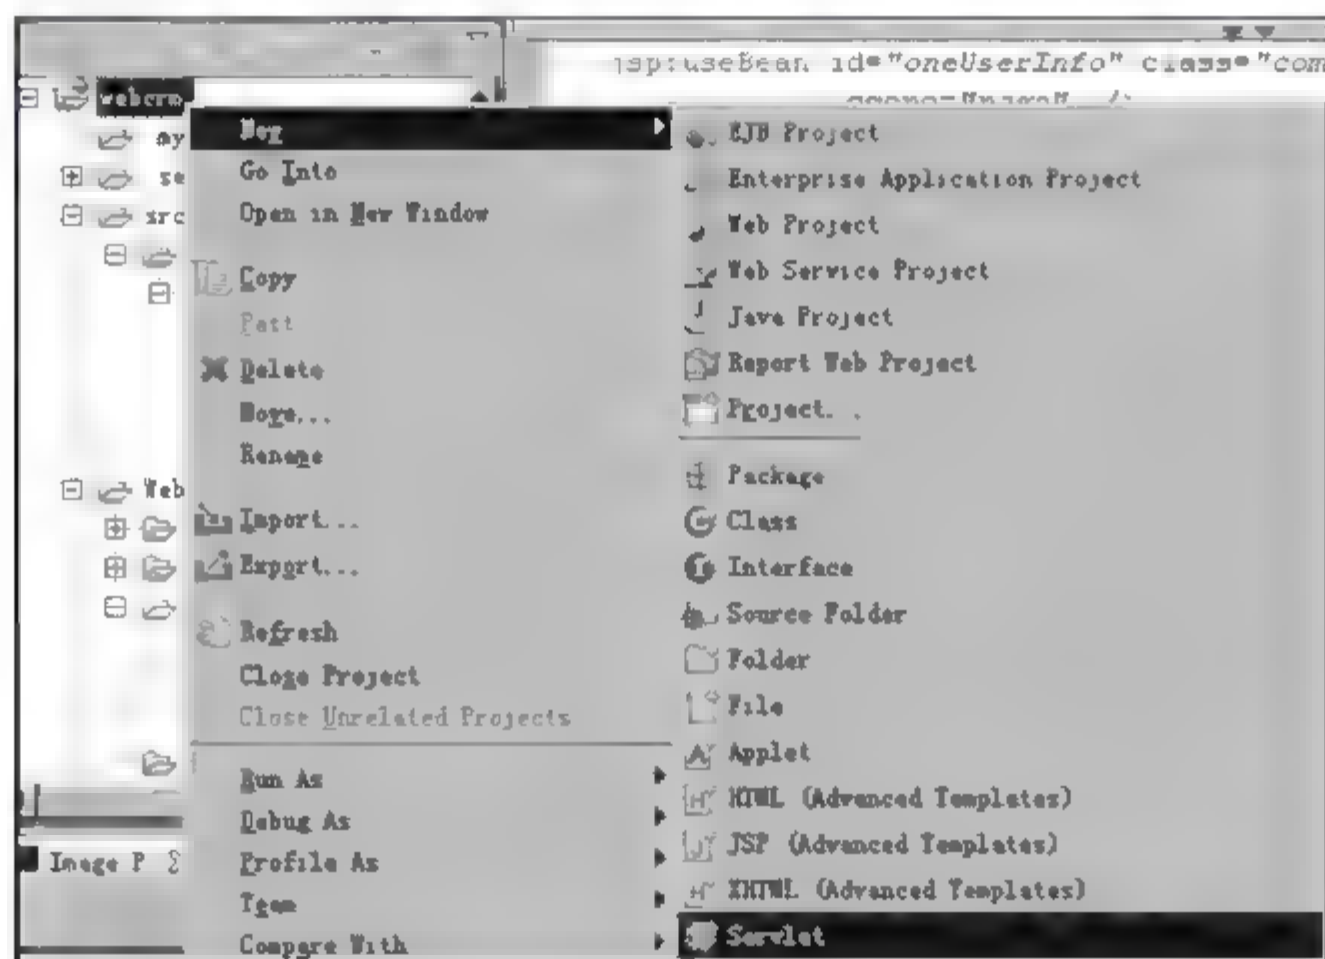 jsp:useBean id="oneUserInfo" class="com
webcrm
my
se
src
Web
Image P
New
Go Into
Open in New Window
Copy
Delete
Move...
Rename
Import...
Export...
Refresh
Close Project
Close Unrelated Projects
Run As
Debug As
Profile As
Team
Compare With
EJB Project
Enterprise Application Project
Web Project
Web Service Project
Java Project
Report Web Project
Project...
Package
Class
Interface
Source Folder
Folder
File
Applet
HTML (Advanced Templates)
JSP (Advanced Templates)
XHTML (Advanced Templates)
Servlet